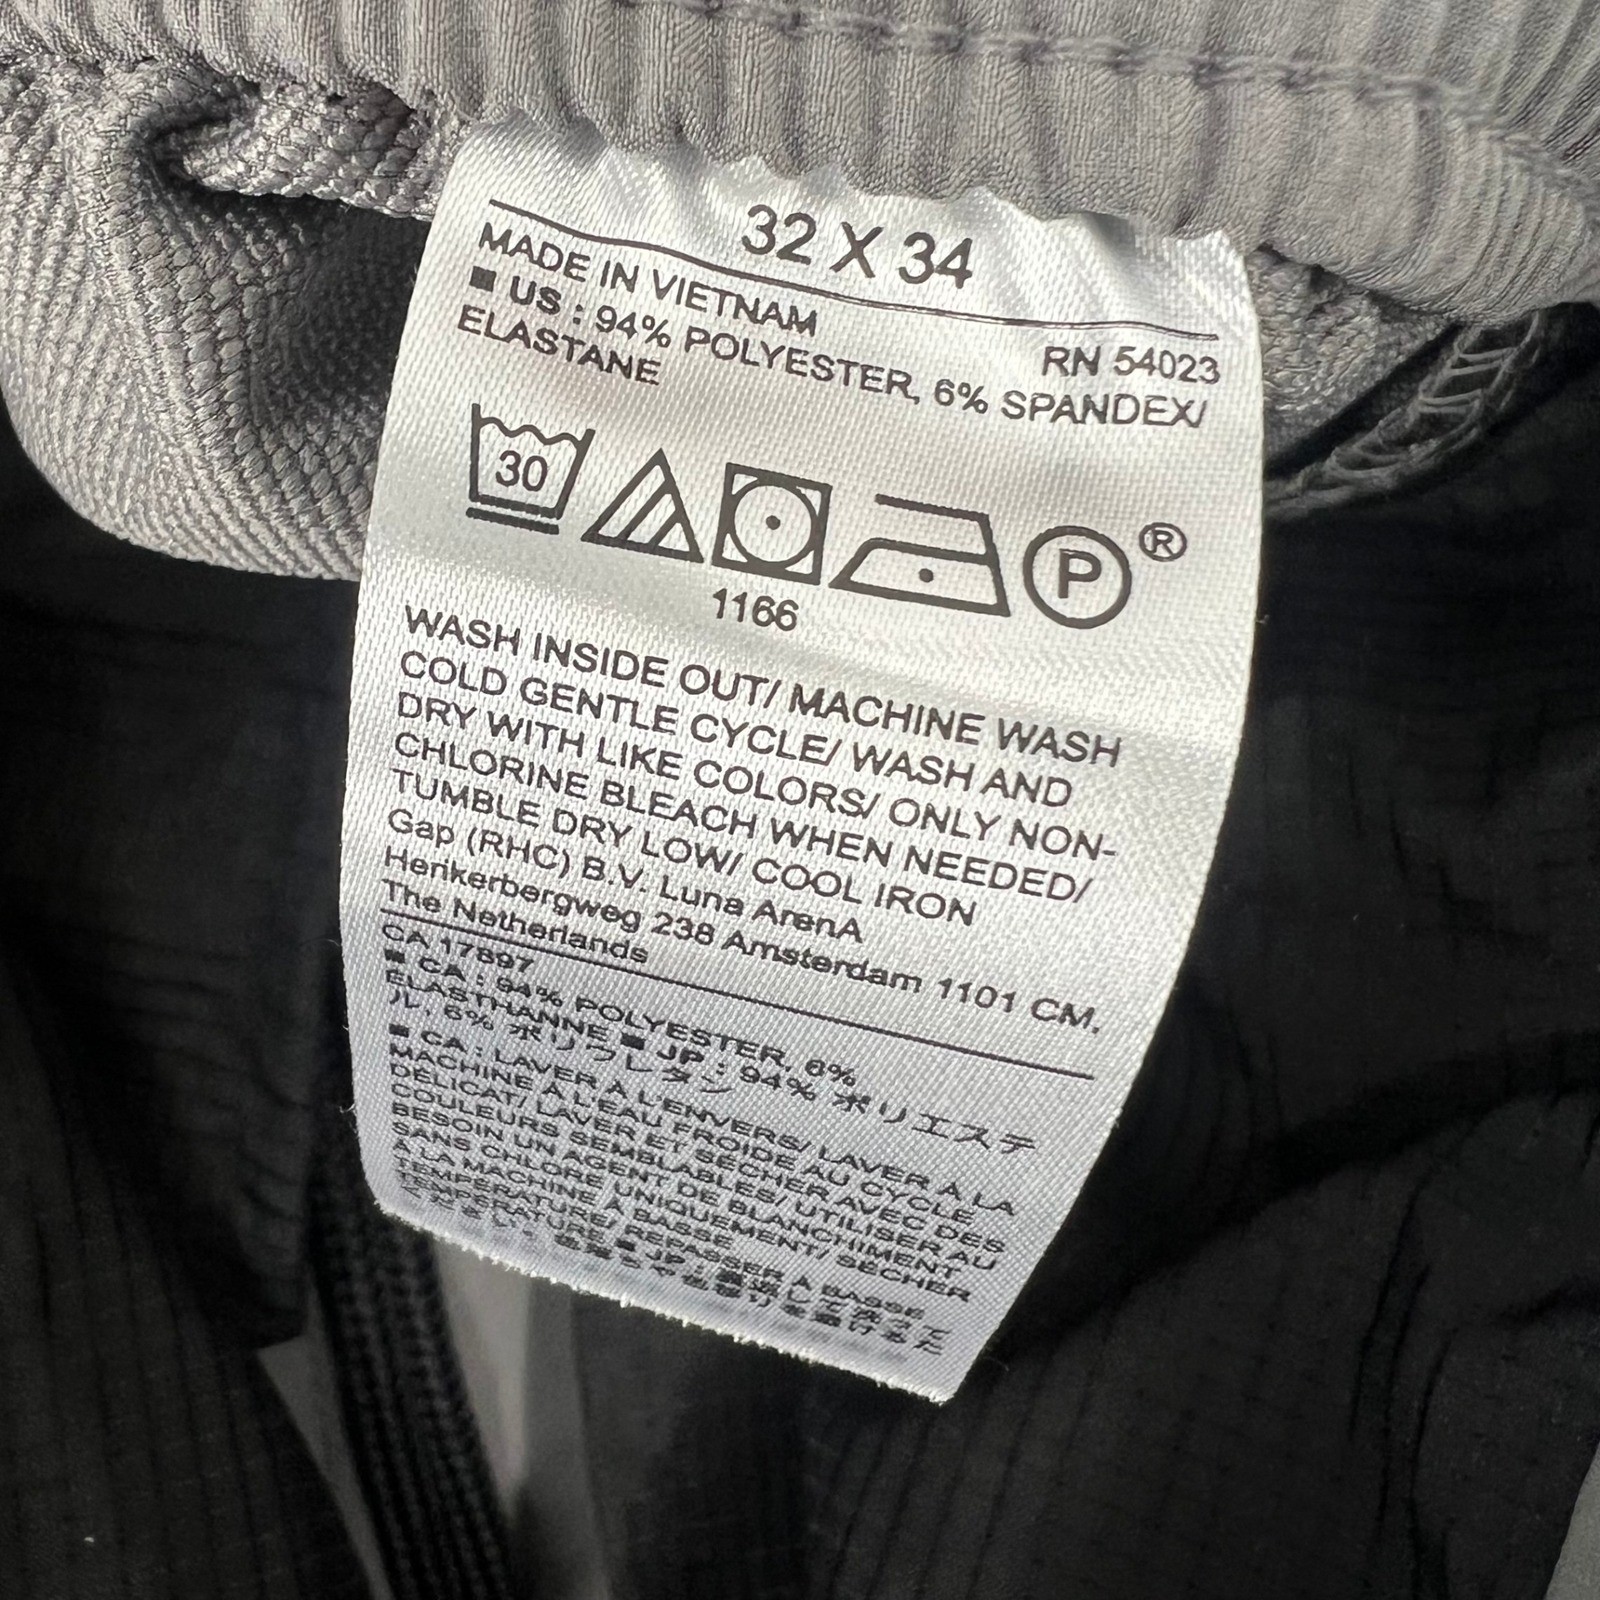 32 X 34
MADE IN VIETNAM
RN 54023
■ US : 94% POLYESTER, 6% SPANDEX/
ELASTANE
30
P ®
1166
WASH INSIDE OUT/ MACHINE WASH
COLD GENTLE CYCLE/ WASH AND
DRY WITH LIKE COLORS/ ONLY NON-
CHLORINE BLEACH WHEN NEEDED/
TUMBLE DRY LOW/ COOL IRON
Gap (RHC) B.V. Luna ArenA
Herikerbergweg 238 Amsterdam 1101 CM.
The Netherlands
CA 17897
■ CA : 94% POLYESTER, 6%
ELASTHANNE ■ JP : 94% ポリエステ
ル, 6% ポリウレタン
■ CA : LAVER À L'ENVERS/ LAVER À LA
MACHINE À L'EAU FROIDE AU CYCLE
DÉLICAT/ LAVER ET SÉCHER AVEC DES
COULEURS SEMBLABLES/ UTILISER AU
BESOIN UN AGENT DE BLANCHIMENT
SANS CHLORE UNIQUEMENT/ SÉCHER
À LA MACHINE À BASSE
TEMPÉRATURE/ REPASSER À BASSE
TEMPÉRATURE ■ JP :